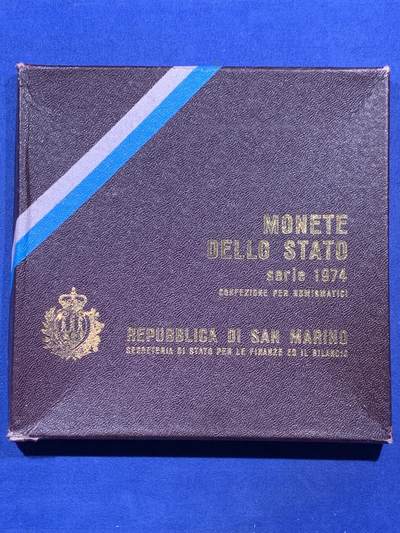 MONETE
DELLO STATO
serie 1974
CONFEZIONE PER NUMISMATICI
REPUBBLICA DI SAN MARINO
SEGRETERIA DI STATO PER LE FINANZE ED IL BILANCIO